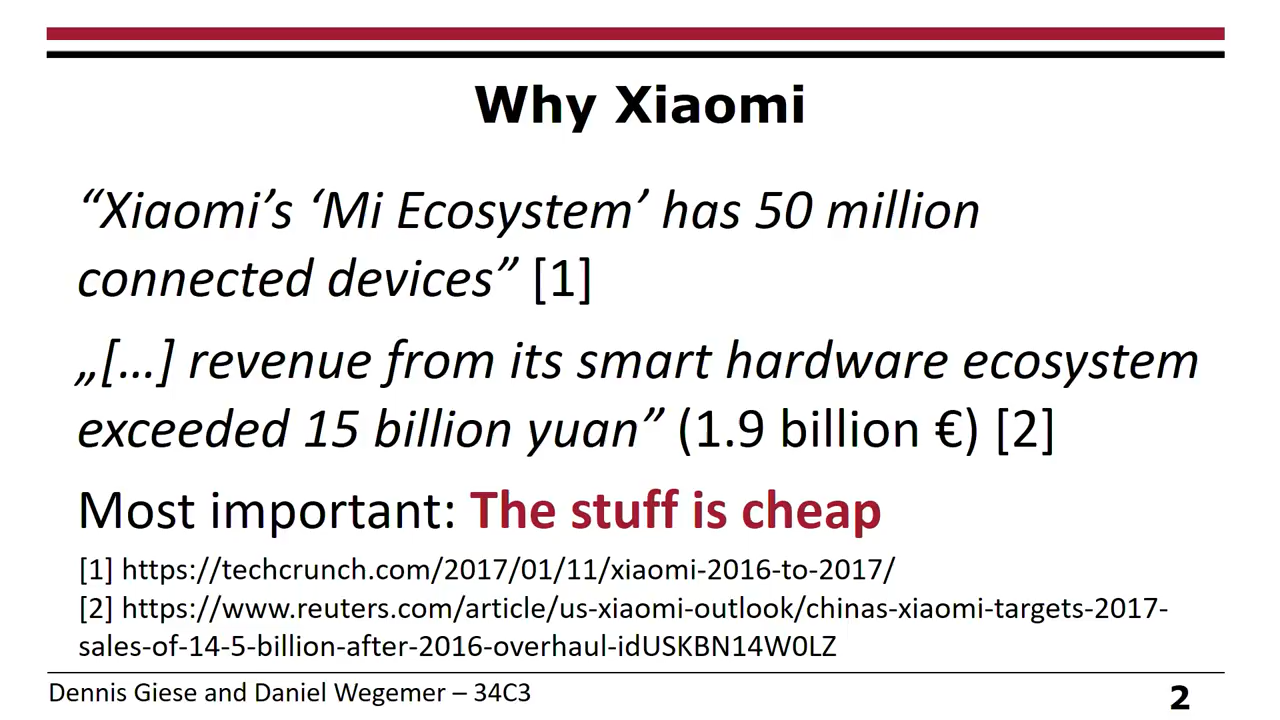 Why Xiaomi
“Xiaomi’s ‘Mi Ecosystem’ has 50 million
connected devices” [1]
„[…] revenue from its smart hardware ecosystem
exceeded 15 billion yuan” (1.9 billion €) [2]
Most important: The stuff is cheap
[1] https://techcrunch.com/2017/01/11/xiaomi-2016-to-2017/
[2] https://www.reuters.com/article/us-xiaomi-outlook/chinas-xiaomi-targets-2017-
sales-of-14-5-billion-after-2016-overhaul-idUSKBN14W0LZ
Dennis Giese and Daniel Wegemer – 34C3
2